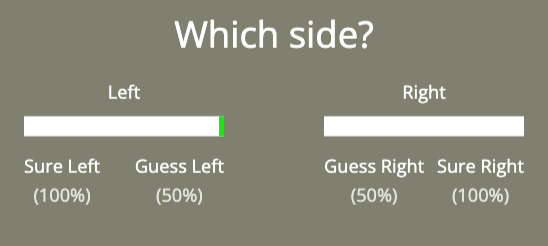 Which side?
Left Right
Sure Left Guess Left Guess Right Sure Right
(100%) (50%) (50%) (100%)